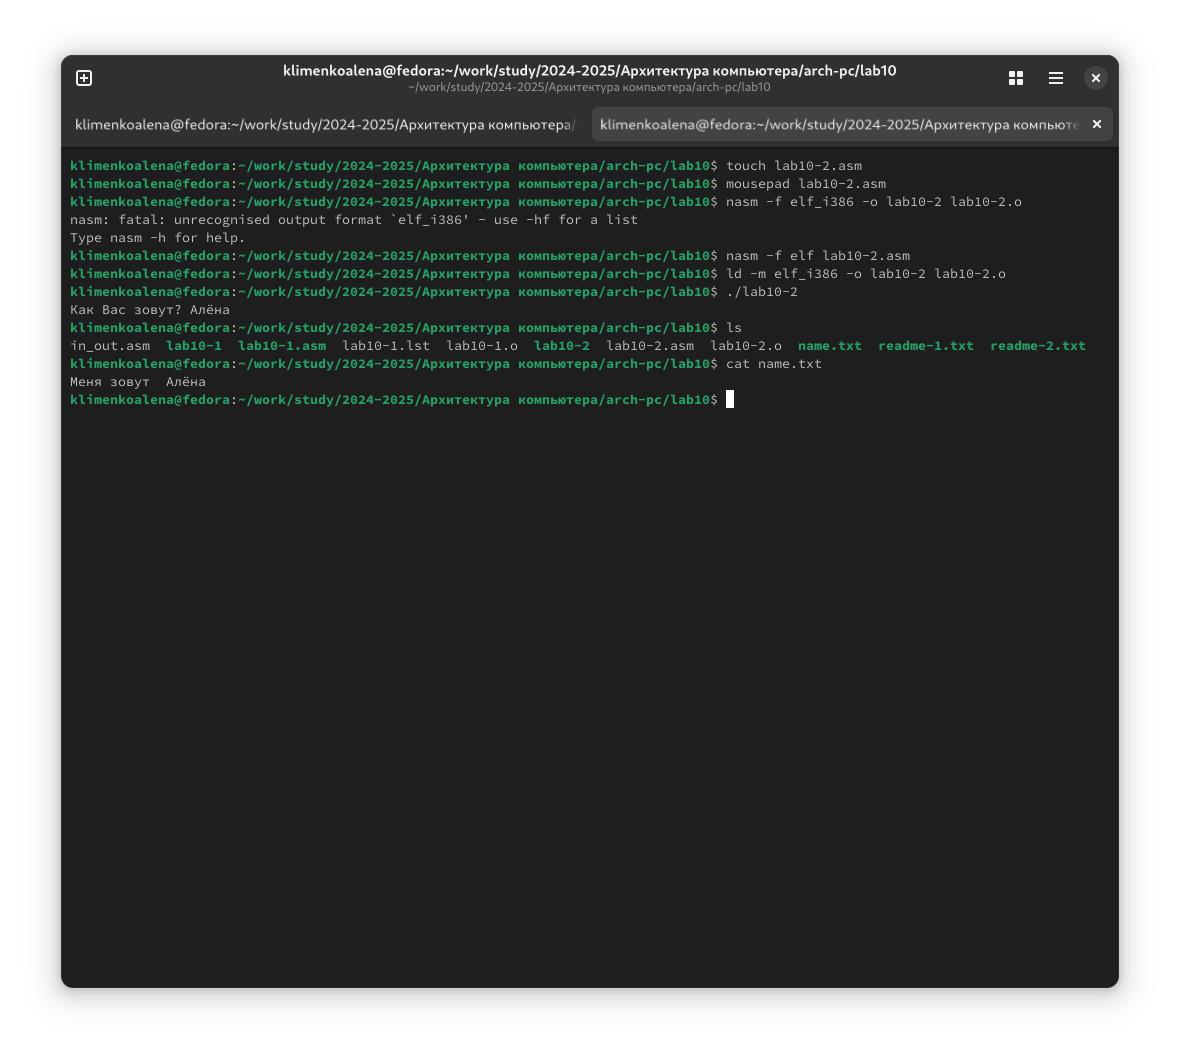 klimenkoalena@fedora:~/work/study/2024-2025/Архитектура компьютера/arch-pc/lab10
~/work/study/2024-2025/Архитектура компьютера/arch-pc/lab10
klimenkoalena@fedora:~/work/study/2024-2025/Архитектура компьютера/
klimenkoalena@fedora:~/work/study/2024-2025/Архитектура компьюте
klimenkoalena@fedora:~/work/study/2024-2025/Архитектура компьютера/arch-pc/lab10$ touch lab10-2.asm
klimenkoalena@fedora:~/work/study/2024-2025/Архитектура компьютера/arch-pc/lab10$ mousepad lab10-2.asm
klimenkoalena@fedora:~/work/study/2024-2025/Архитектура компьютера/arch-pc/lab10$ nasm -f elf_i386 -o lab10-2 lab10-2.o
nasm: fatal: unrecognised output format `elf_i386' - use -hf for a list
Type nasm -h for help.
klimenkoalena@fedora:~/work/study/2024-2025/Архитектура компьютера/arch-pc/lab10$ nasm -f elf lab10-2.asm
klimenkoalena@fedora:~/work/study/2024-2025/Архитектура компьютера/arch-pc/lab10$ ld -m elf_i386 -o lab10-2 lab10-2.o
klimenkoalena@fedora:~/work/study/2024-2025/Архитектура компьютера/arch-pc/lab10$ ./lab10-2
Как Вас зовут? Алёна
klimenkoalena@fedora:~/work/study/2024-2025/Архитектура компьютера/arch-pc/lab10$ ls
in_out.asm  lab10-1  lab10-1.asm  lab10-1.lst  lab10-1.o  lab10-2  lab10-2.asm  lab10-2.o  name.txt  readme-1.txt  readme-2.txt
klimenkoalena@fedora:~/work/study/2024-2025/Архитектура компьютера/arch-pc/lab10$ cat name.txt
Меня зовут  Алёна
klimenkoalena@fedora:~/work/study/2024-2025/Архитектура компьютера/arch-pc/lab10$